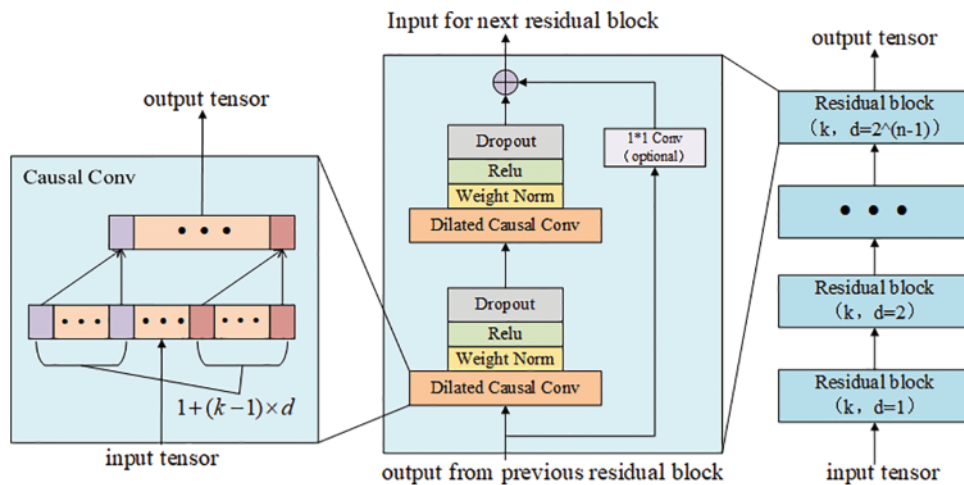 output tensor
Causal Conv
• • •
• • •
• • •
• • •
1+(k−1)×d
input tensor
Input for next residual block
Dropout
Relu
Weight Norm
Dilated Causal Conv
1*1 Conv
(optional)
Dropout
Relu
Weight Norm
Dilated Causal Conv
output from previous residual block
output tensor
Residual block
(k, d=2^(n-1))
• • •
Residual block
(k, d=2)
Residual block
(k, d=1)
input tensor